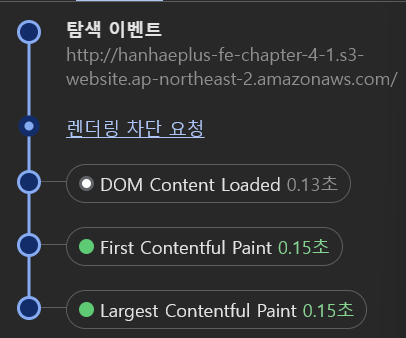 탐색 이벤트
http://hanhaeplus-fe-chapter-4-1.s3-
website.ap-northeast-2.amazonaws.com/
렌더링 차단 요청
DOM Content Loaded 0.13초
First Contentful Paint 0.15초
Largest Contentful Paint 0.15초